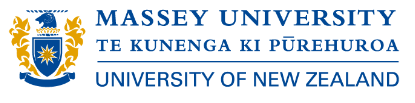 MASSEY UNIVERSITY
TE KUNENGA KI PŪREHUROA
UNIVERSITY OF NEW ZEALAND